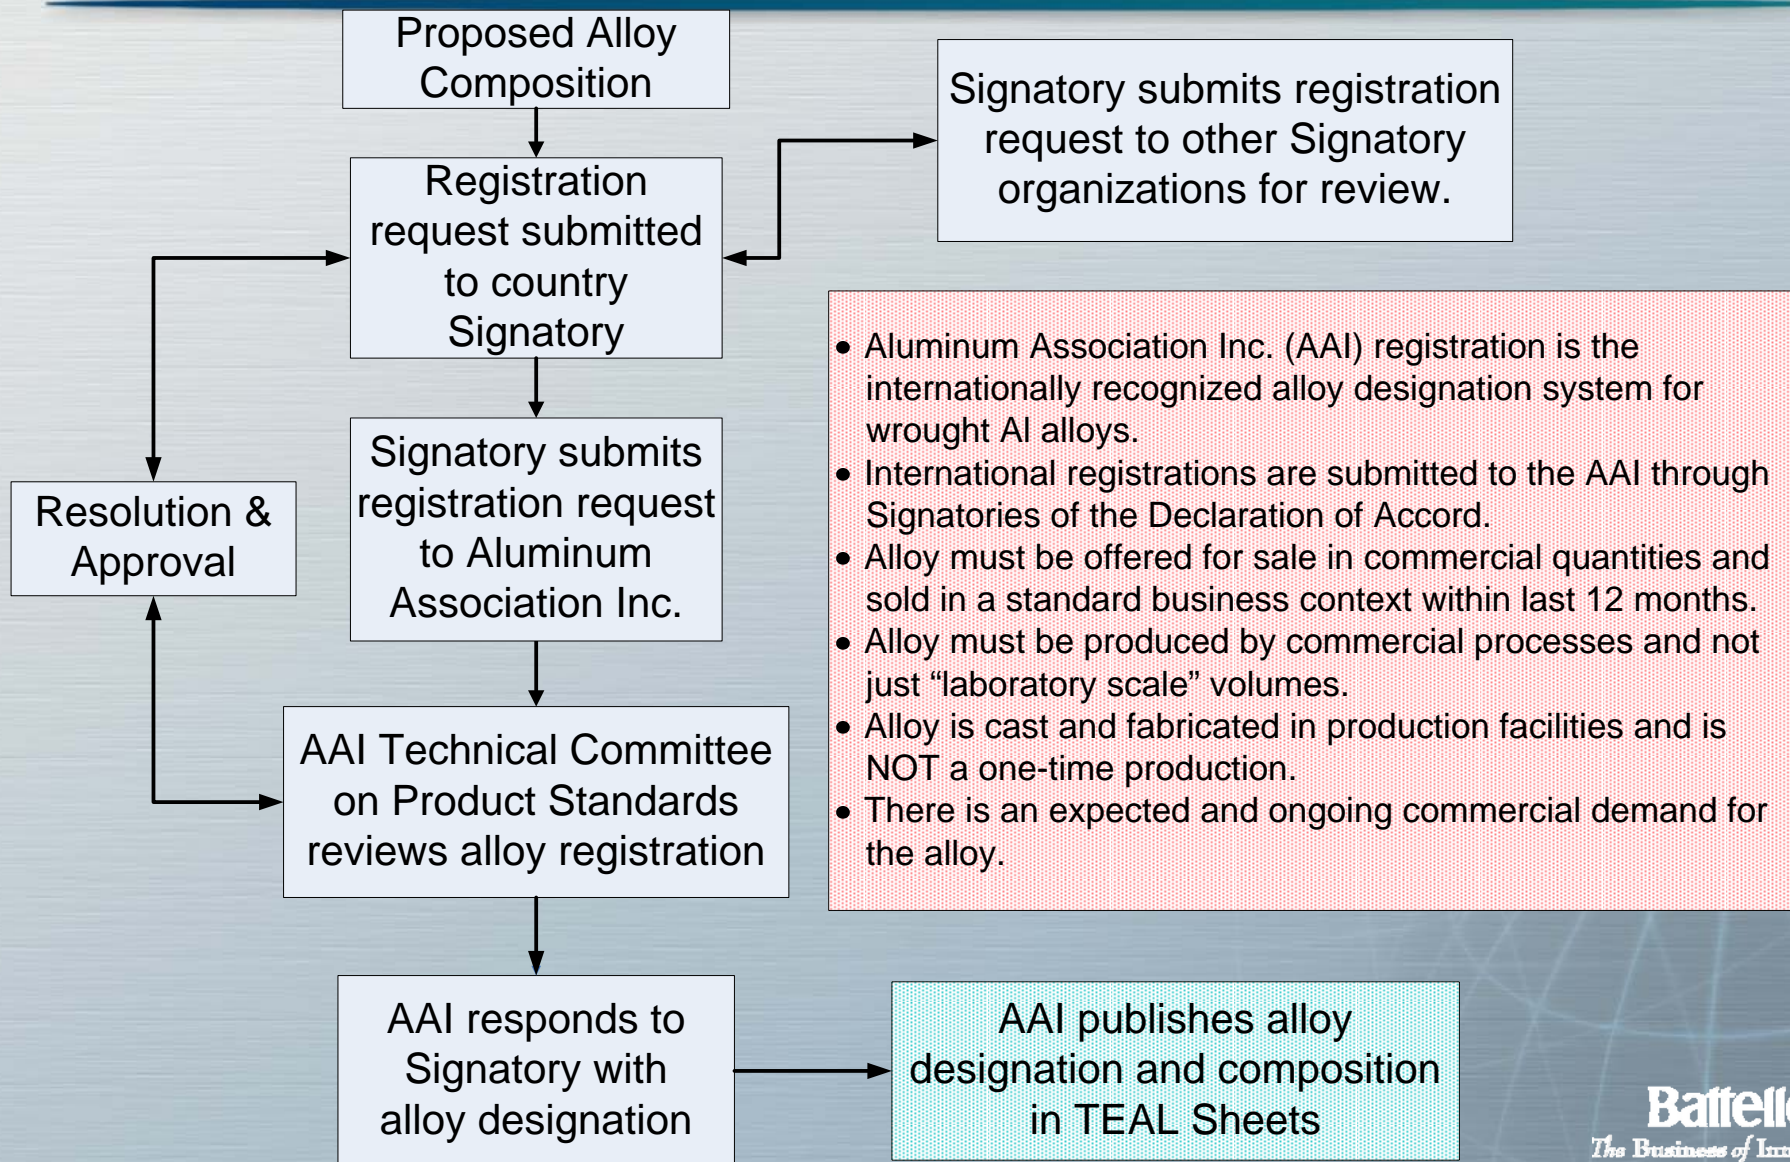 Proposed Alloy
Composition
Signatory submits registration
request to other Signatory
organizations for review.
Registration
request submitted
to country
Signatory
Signatory submits
registration request
to Aluminum
Association Inc.
Resolution &
Approval
AAI Technical Committee
on Product Standards
reviews alloy registration
• Aluminum Association Inc. (AAI) registration is the
internationally recognized alloy designation system for
wrought Al alloys.
• International registrations are submitted to the AAI through
Signatories of the Declaration of Accord.
• Alloy must be offered for sale in commercial quantities and
sold in a standard business context within last 12 months.
• Alloy must be produced by commercial processes and not
just “laboratory scale” volumes.
• Alloy is cast and fabricated in production facilities and is
NOT a one-time production.
• There is an expected and ongoing commercial demand for
the alloy.
AAI responds to
Signatory with
alloy designation
AAI publishes alloy
designation and composition
in TEAL Sheets
Battelle
The Business of